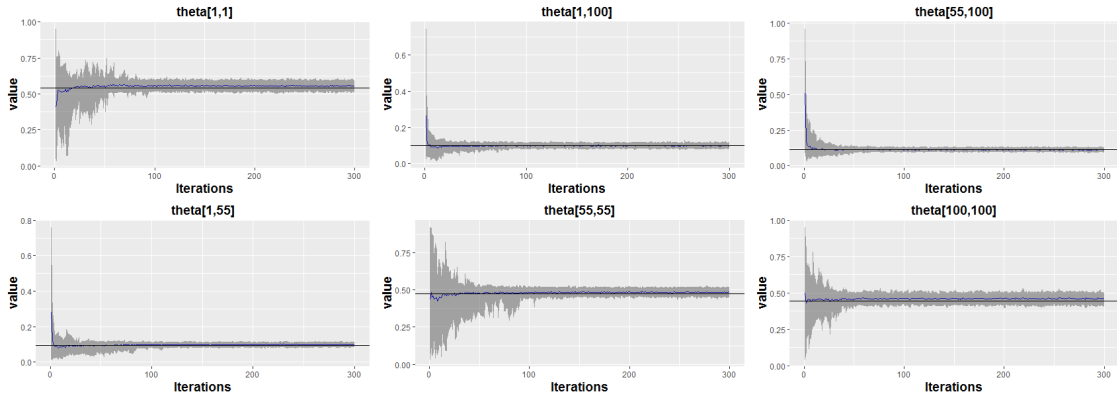 theta[1,1]
value
1.00
0.75
0.50
0.25
0.00
0
100
200
300
Iterations
theta[1,100]
value
0.6
0.4
0.2
0.0
0
100
200
300
Iterations
theta[55,100]
value
1.00
0.75
0.50
0.25
0.00
0
100
200
300
Iterations
theta[1,55]
value
0.8
0.6
0.4
0.2
0.0
0
100
200
300
Iterations
theta[55,55]
value
0.75
0.50
0.25
0.00
0
100
200
300
Iterations
theta[100,100]
value
1.00
0.75
0.50
0.25
0.00
0
100
200
300
Iterations